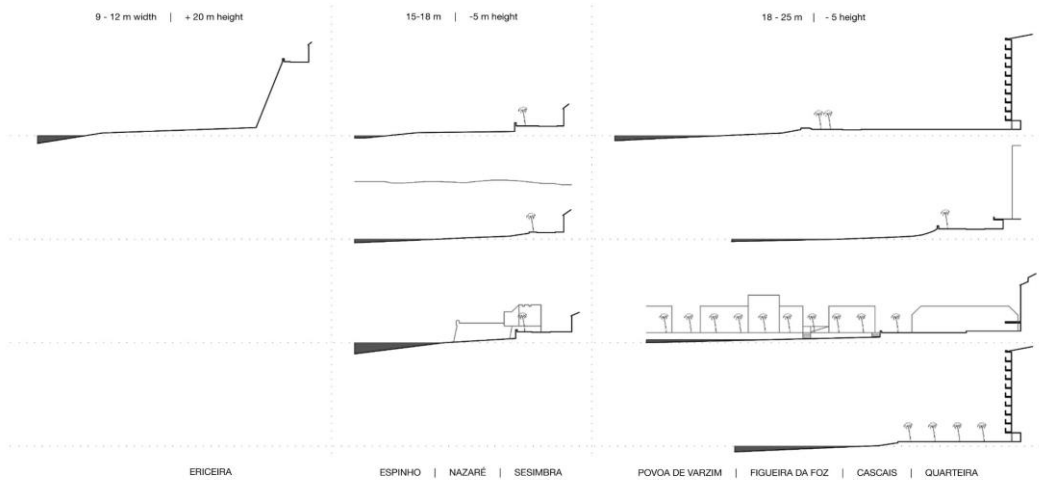 9 - 12 m width | + 20 m height
15-18 m | -5 m height
18 - 25 m | - 5 height
ERICEIRA
ESPINHO | NAZARÉ | SESIMBRA
POVOA DE VARZIM | FIGUEIRA DA FOZ | CASCAIS | QUARTEIRA